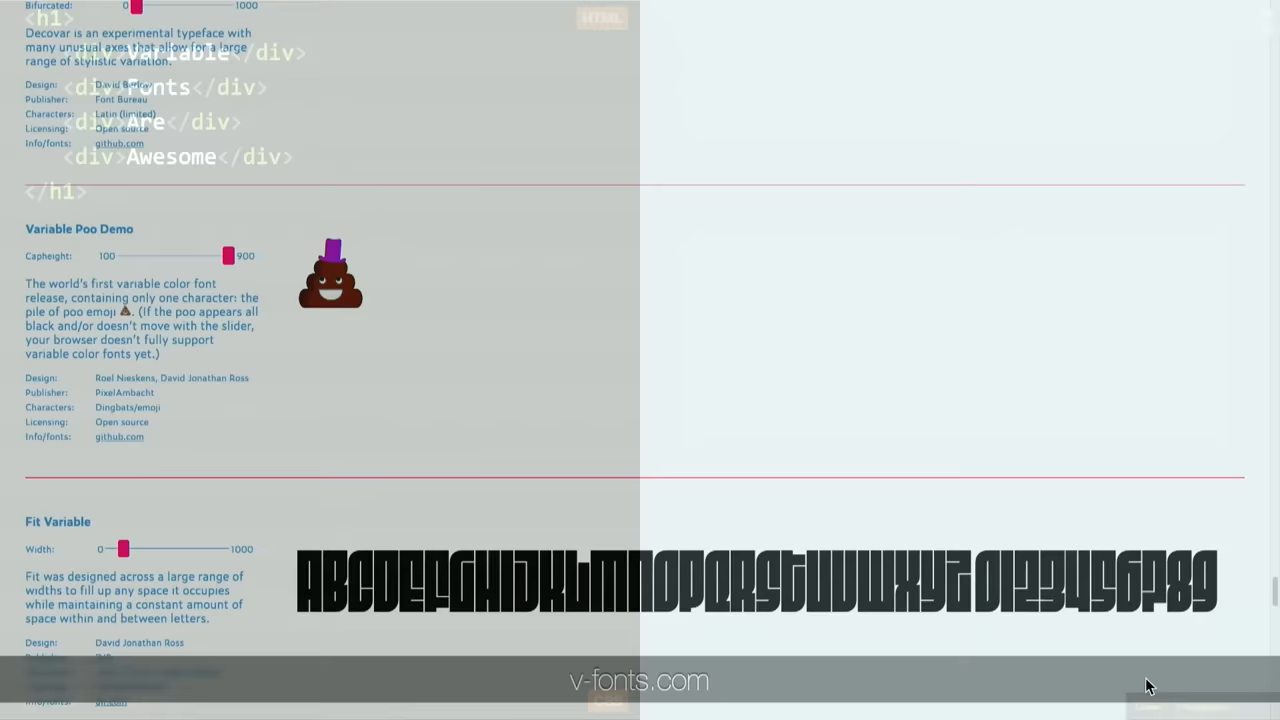 Bifurcated: 0 1000
<h1>
HTML
Decovar is an experimental typeface with
many unusual axes that allow for a large
range of stylistic variation.
<div>Variable</div>
Design: David Berlow
<div>Fonts</div>
Publisher: Font Bureau
Characters: Latin (limited)
<div>Are</div>
Licensing: Open source
Info/fonts: github.com
<div>Awesome</div>
</h1>
Variable Poo Demo
Capheight: 100 900
The world's first variable color font
release, containing only one character: the
pile of poo emoji 💩. (If the poo appears all
black and/or doesn't move with the slider,
your browser doesn't fully support
variable color fonts yet.)
Design: Roel Nieskens, David Jonathan Ross
Publisher: PixelAmbacht
Characters: Dingbats/emoji
Licensing: Open source
Info/fonts: github.com
Fit Variable
Width: 0 1000
ABCDEFGHIJKLMNOPQRSTUVWXYZ 0123456789
Fit was designed across a large range of
widths to fill up any space it occupies
while maintaining a constant amount of
space within and between letters.
Design: David Jonathan Ross
v-fonts.com
CSS
Info/fonts: djr.com